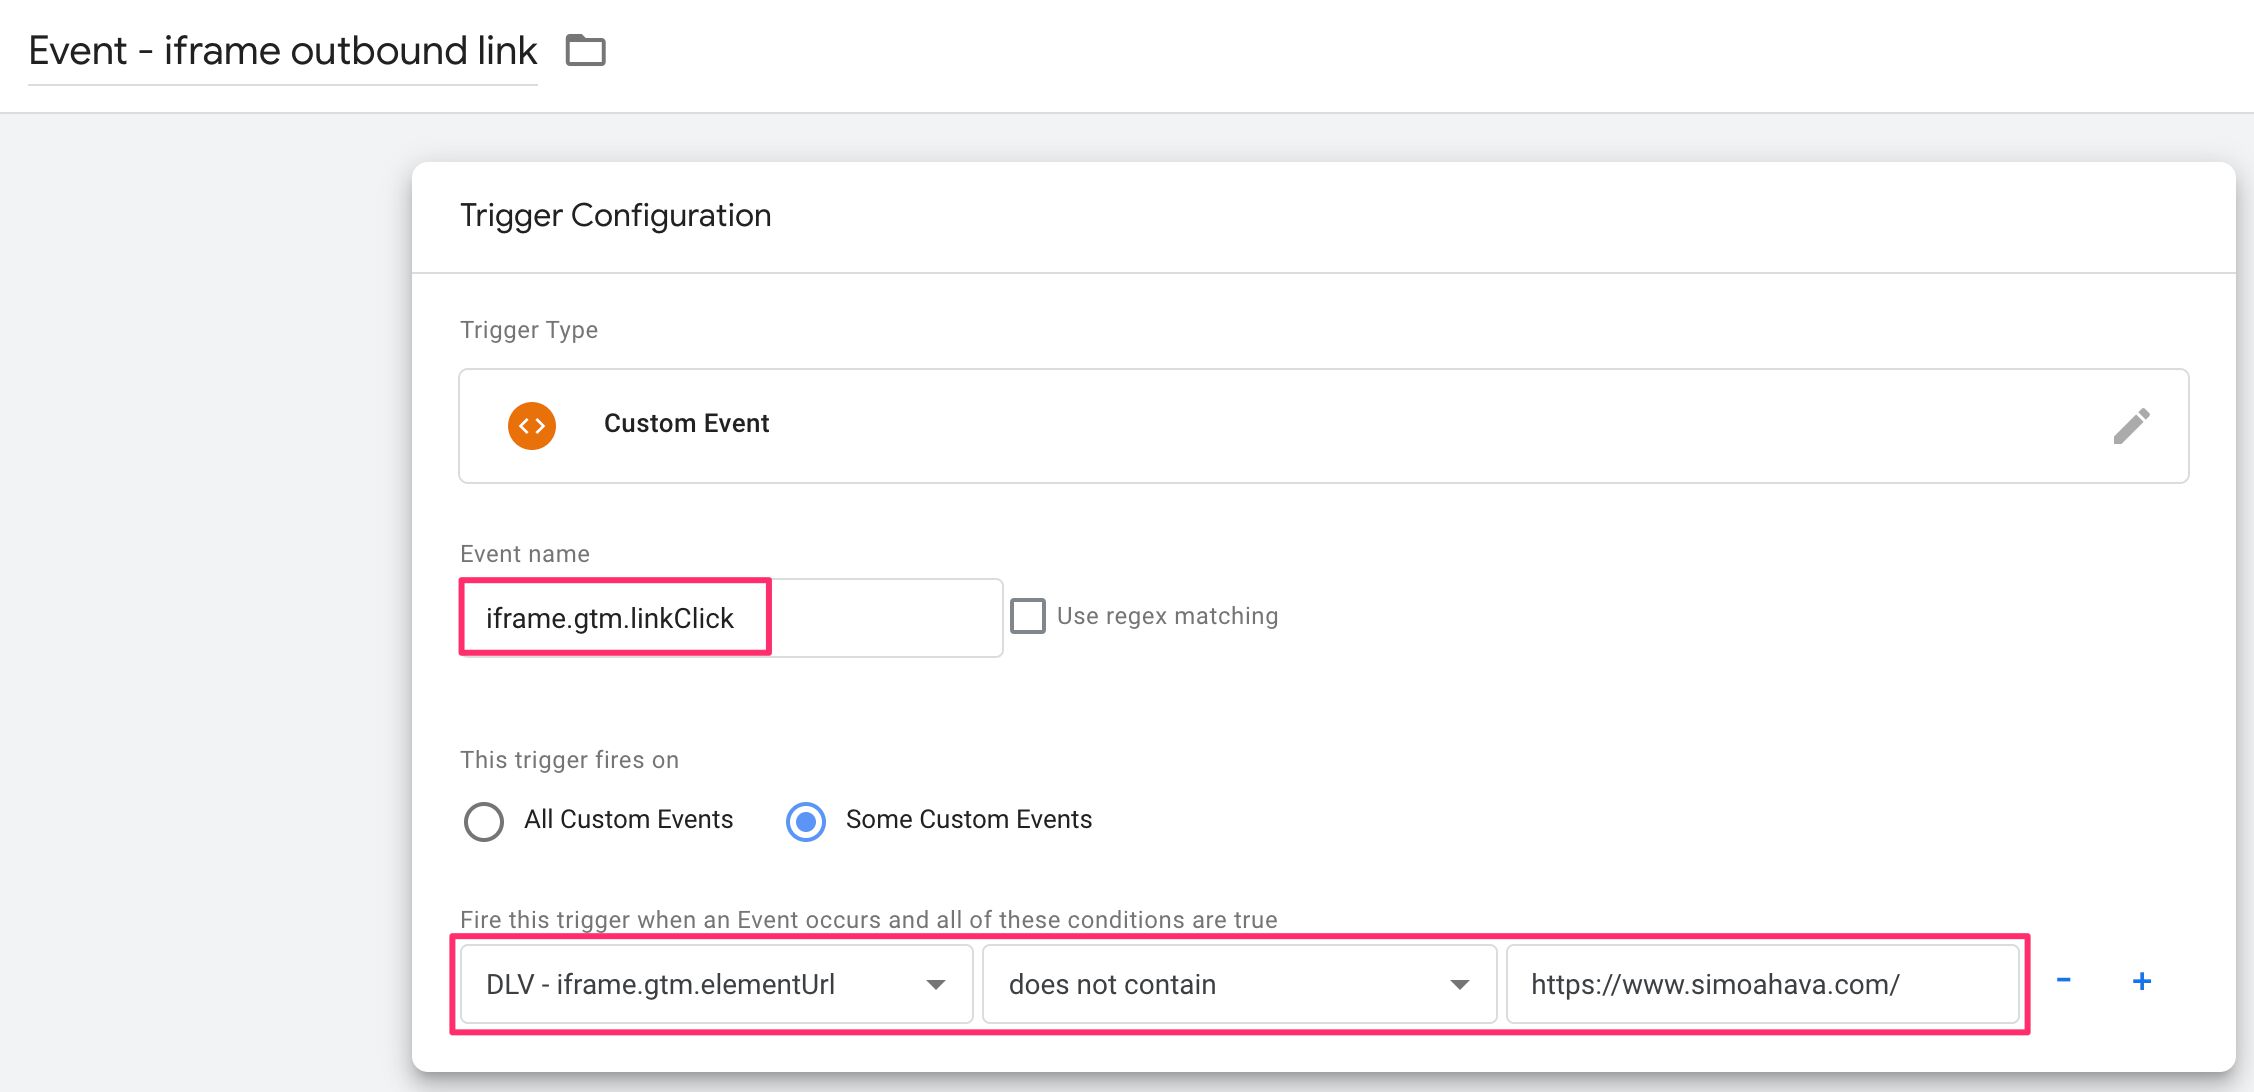 Event - iframe outbound link
Trigger Configuration
Trigger Type
Custom Event
Event name
iframe.gtm.linkClick
Use regex matching
This trigger fires on
All Custom Events
Some Custom Events
Fire this trigger when an Event occurs and all of these conditions are true
DLV - iframe.gtm.elementUrl
does not contain
https://www.simoahava.com/
- +